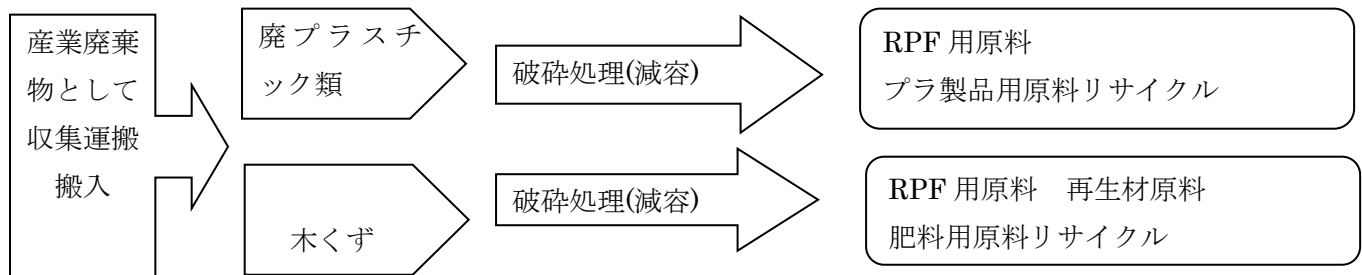 産業廃棄
物として
収集運搬
搬入
廃プラスチ
ック類
破砕処理(減容)
RPF 用原料
プラ製品用原料リサイクル
木くず
破砕処理(減容)
RPF 用原料　再生材原料
肥料用原料リサイクル